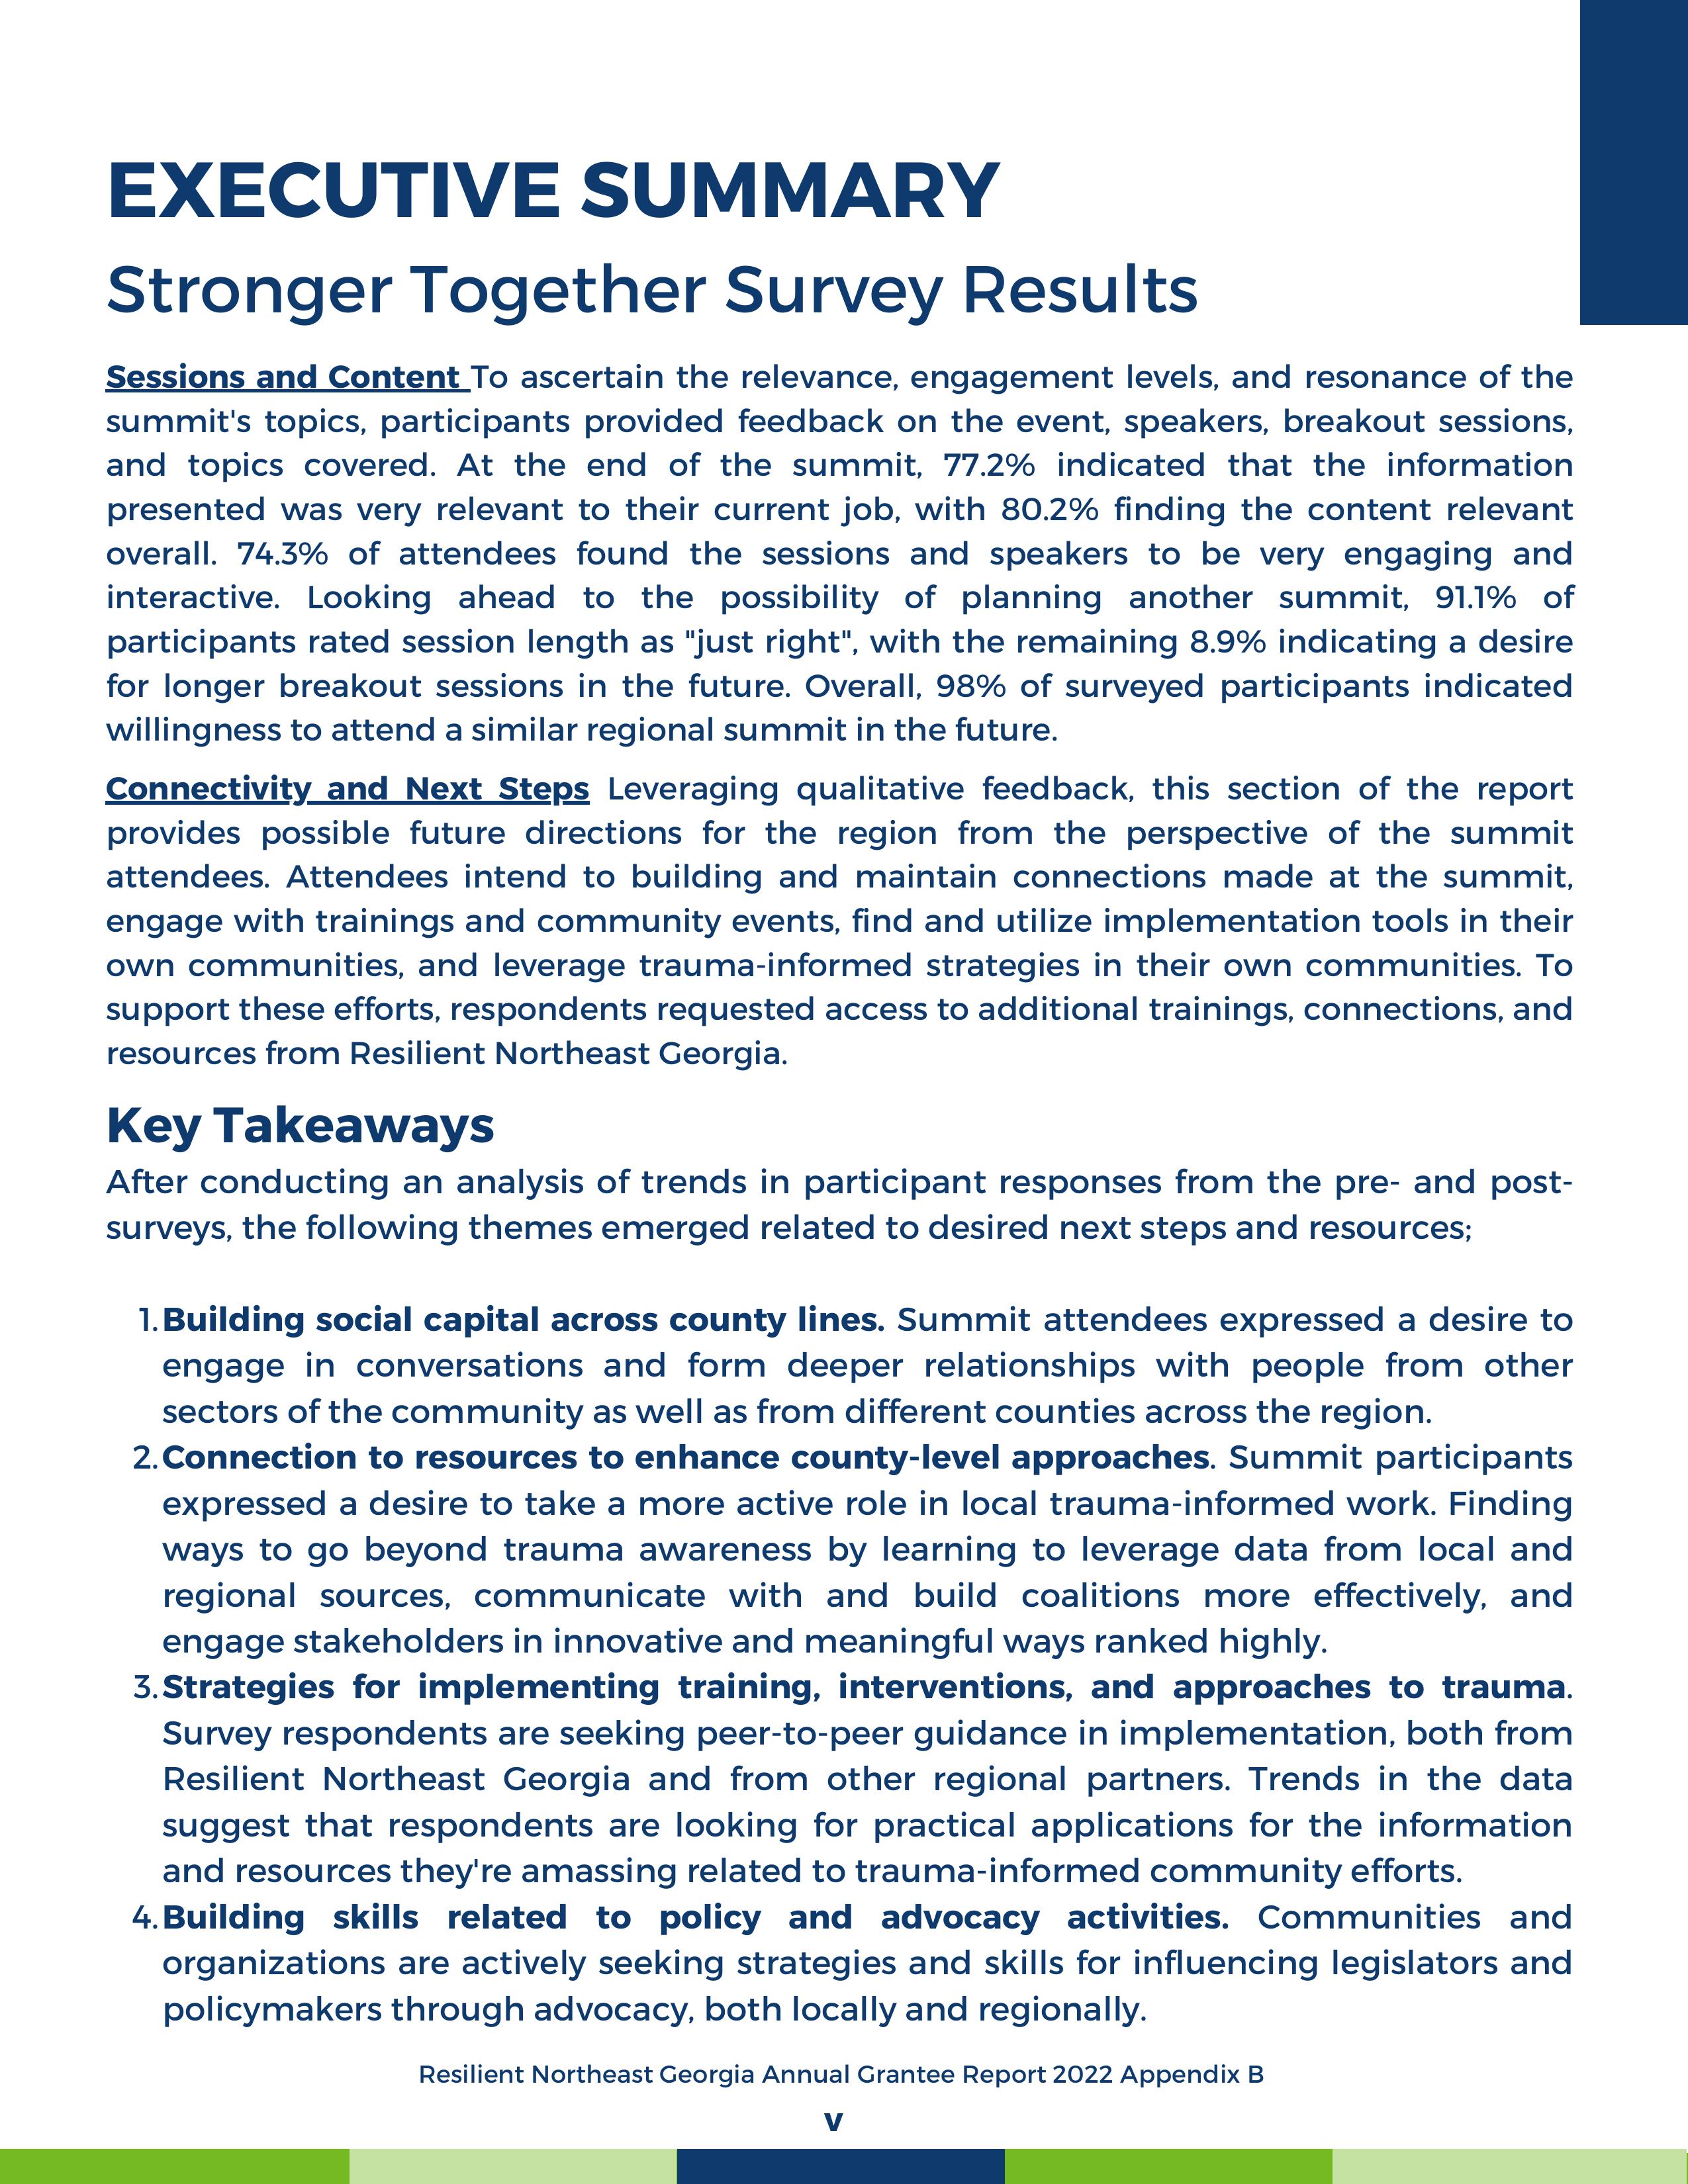 EXECUTIVE SUMMARY
Stronger Together Survey Results
Sessions and Content To ascertain the relevance, engagement levels, and resonance of the
summit's topics, participants provided feedback on the event, speakers, breakout sessions,
and topics covered. At the end of the summit, 77.2% indicated that the information
presented was very relevant to their current job, with 80.2% finding the content relevant
overall. 74.3% of attendees found the sessions and speakers to be very engaging and
interactive. Looking ahead to the possibility of planning another summit, 91.1% of
participants rated session length as "just right", with the remaining 8.9% indicating a desire
for longer breakout sessions in the future. Overall, 98% of surveyed participants indicated
willingness to attend a similar regional summit in the future.
Connectivity and Next Steps Leveraging qualitative feedback, this section of the report
provides possible future directions for the region from the perspective of the summit
attendees. Attendees intend to building and maintain connections made at the summit,
engage with trainings and community events, find and utilize implementation tools in their
own communities, and leverage trauma-informed strategies in their own communities. To
support these efforts, respondents requested access to additional trainings, connections, and
resources from Resilient Northeast Georgia.
Key Takeaways
After conducting an analysis of trends in participant responses from the pre- and post-
surveys, the following themes emerged related to desired next steps and resources;
1. Building social capital across county lines. Summit attendees expressed a desire to
engage in conversations and form deeper relationships with people from other
sectors of the community as well as from different counties across the region.
2. Connection to resources to enhance county-level approaches. Summit participants
expressed a desire to take a more active role in local trauma-informed work. Finding
ways to go beyond trauma awareness by learning to leverage data from local and
regional sources, communicate with and build coalitions more effectively, and
engage stakeholders in innovative and meaningful ways ranked highly.
3. Strategies for implementing training, interventions, and approaches to trauma.
Survey respondents are seeking peer-to-peer guidance in implementation, both from
Resilient Northeast Georgia and from other regional partners. Trends in the data
suggest that respondents are looking for practical applications for the information
and resources they're amassing related to trauma-informed community efforts.
4. Building skills related to policy and advocacy activities. Communities and
organizations are actively seeking strategies and skills for influencing legislators and
policymakers through advocacy, both locally and regionally.
Resilient Northeast Georgia Annual Grantee Report 2022 Appendix B
v